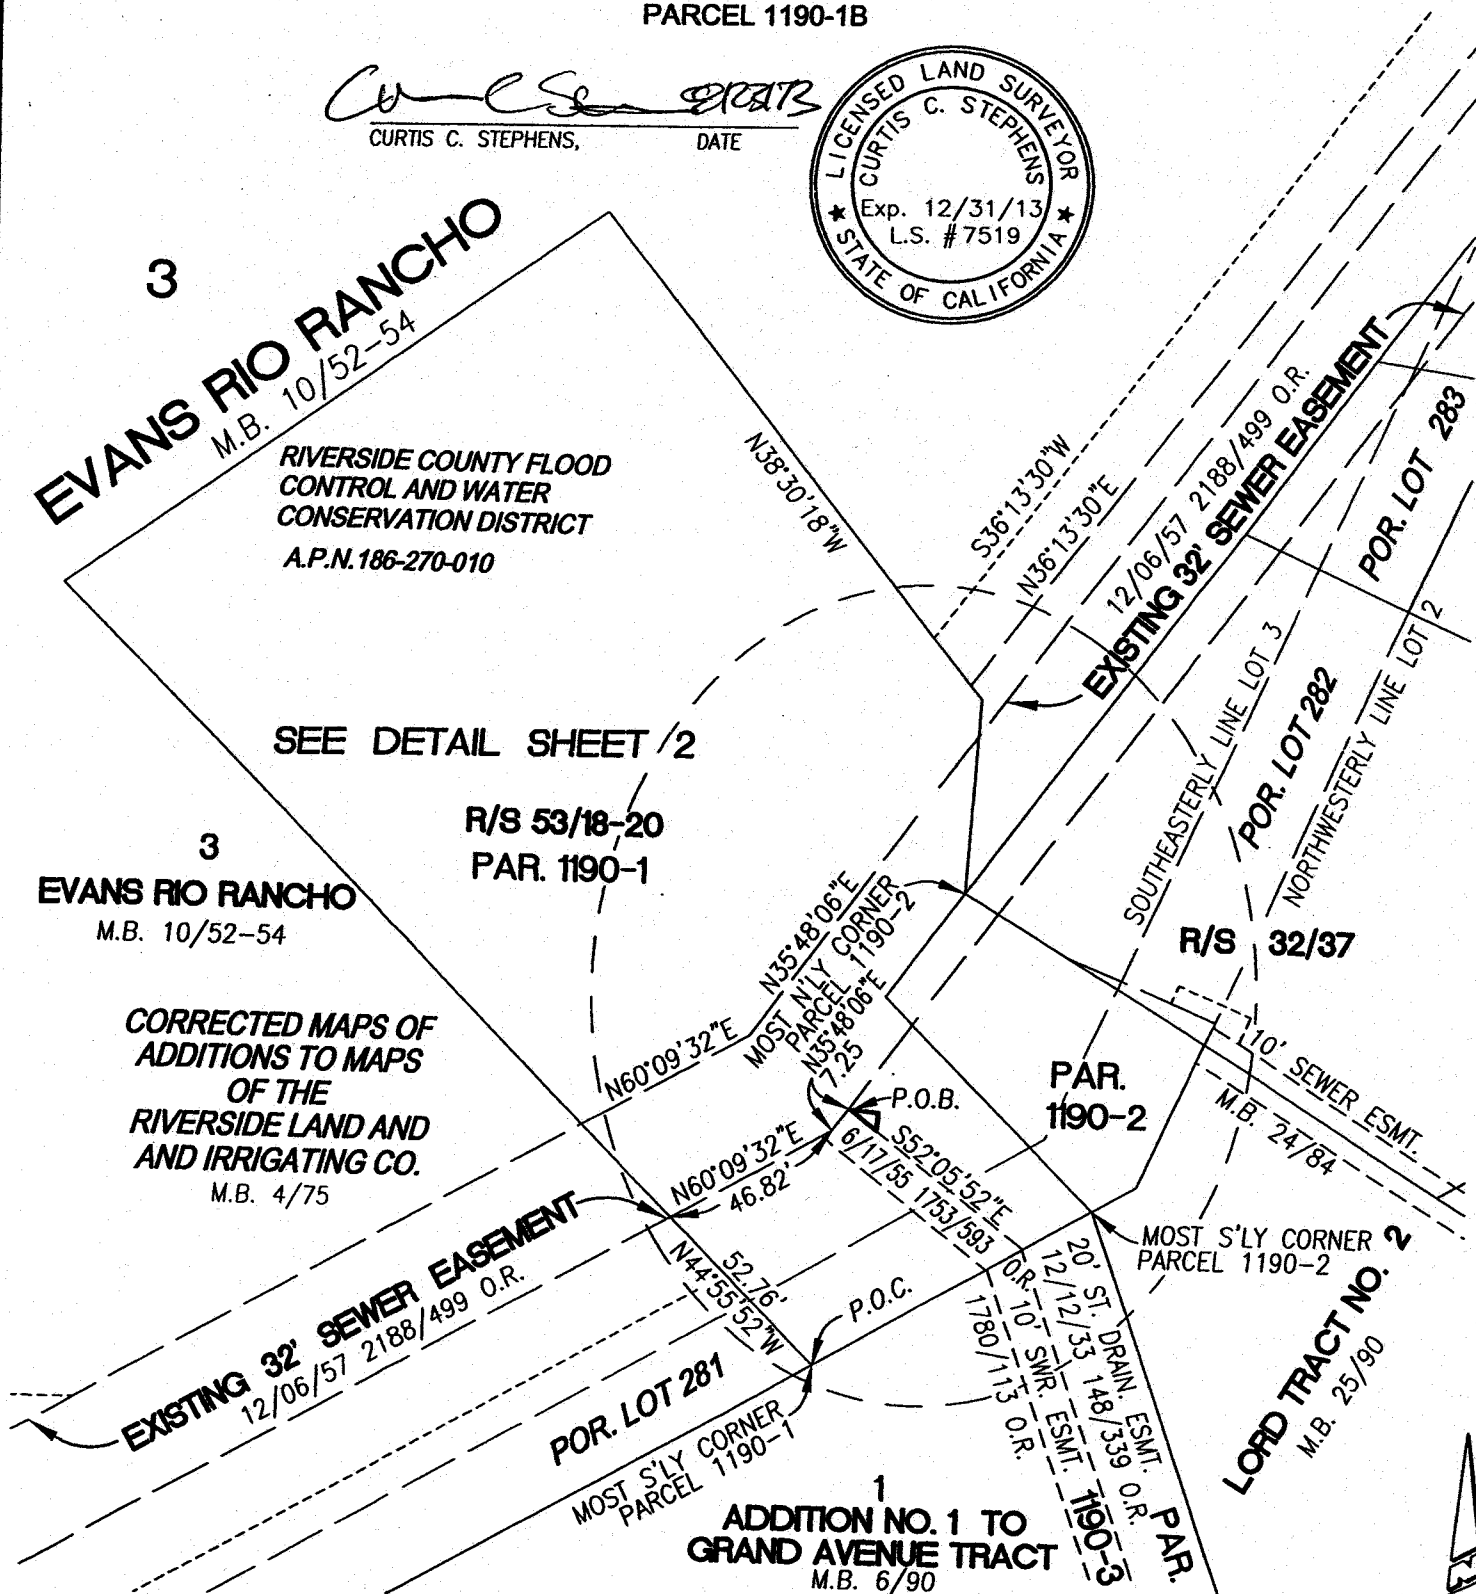 PARCEL 1190-1B
CURTIS C. STEPHENS,
DATE
LICENSED LAND SURVEYOR
CURTIS C. STEPHENS
Exp. 12/31/13
L.S. #7519
★ STATE OF CALIFORNIA ★
3
EVANS RIO RANCHO
M.B. 10/52-54
RIVERSIDE COUNTY FLOOD
CONTROL AND WATER
CONSERVATION DISTRICT
A.P.N. 186-270-010
N38°30'18"W
S36°13'30"W
N36°13'30"E
12/06/57 2188/499 O.R.
EXISTING 32' SEWER EASEMENT
POR. LOT 283
SOUTHEASTERLY LINE LOT 3
POR. LOT 282
NORTHWESTERLY LINE LOT 2
SEE DETAIL SHEET 2
R/S 53/18-20
PAR. 1190-1
3
EVANS RIO RANCHO
M.B. 10/52-54
R/S 32/37
N35°48'06"E
MOST N'LY CORNER
PARCEL 1190-2
N35°48'06"E
7.25
CORRECTED MAPS OF
ADDITIONS TO MAPS
OF THE
RIVERSIDE LAND AND
AND IRRIGATING CO.
M.B. 4/75
N60°09'32"E
P.O.B.
PAR.
1190-2
10' SEWER ESMT.
M.B. 24/84
N60°09'32"E
46.82'
S52°05'52"E
6/17/55 1753/593 O.R.
10' SWR. ESMT.
1780/113 O.R.
20' ST. DRAIN. ESMT.
12/12/33 148/339 O.R.
MOST S'LY CORNER
PARCEL 1190-2
EXISTING 32' SEWER EASEMENT
12/06/57 2188/499 O.R.
52.76'
N44°55'52"W
P.O.C.
POR. LOT 281
MOST S'LY CORNER
PARCEL 1190-1
LORD TRACT NO. 2
M.B. 25/90
1
ADDITION NO. 1 TO
GRAND AVENUE TRACT
M.B. 6/90
PAR.
1190-3